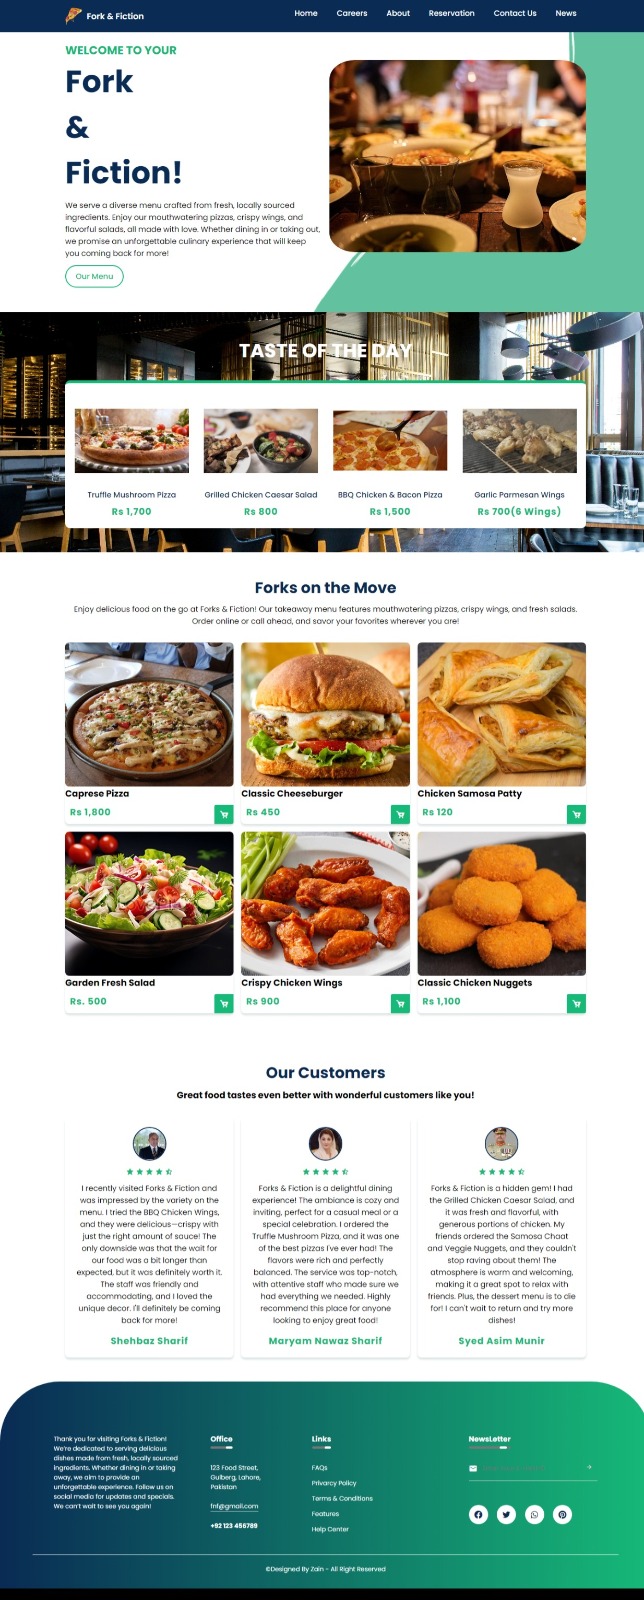 Fork & Fiction
Home Careers About Reservation Contact Us News
WELCOME TO YOUR
Fork
&
Fiction!
We serve a diverse menu crafted from fresh, locally sourced
ingredients. Enjoy our mouthwatering pizzas, crispy wings, and
flavorful salads, all made with love. Whether dining in or taking out,
we promise an unforgettable culinary experience that will keep
you coming back for more!
Our Menu
TASTE OF THE DAY
Truffle Mushroom Pizza
Rs 1,700
Grilled Chicken Caesar Salad
Rs 800
BBQ Chicken & Bacon Pizza
Rs 1,500
Garlic Parmesan Wings
Rs 700(6 Wings)
Forks on the Move
Enjoy delicious food on the go at Forks & Fiction! Our takeaway menu features mouthwatering pizzas, crispy wings, and fresh salads.
Order online or call ahead, and savor your favorites wherever you are!
Caprese Pizza
Rs 1,800
Classic Cheeseburger
Rs 450
Chicken Samosa Patty
Rs 120
Garden Fresh Salad
Rs. 500
Crispy Chicken Wings
Rs 900
Classic Chicken Nuggets
Rs 1,100
Our Customers
Great food tastes even better with wonderful customers like you!
I recently visited Forks & Fiction and
was impressed by the variety on the
menu. I tried the BBQ Chicken Wings,
and they were delicious—crispy with
just the right amount of sauce! The
only downside was that the wait for
our food was a bit longer than
expected, but it was definitely worth it.
The staff was friendly and
accommodating, and I loved the
unique decor. I'll definitely be coming
back for more!
Shehbaz Sharif
Forks & Fiction is a delightful dining
experience! The ambiance is cozy and
inviting, perfect for a casual meal or a
special celebration. I ordered the
Truffle Mushroom Pizza, and it was one
of the best pizzas I've ever had! The
flavors were rich and perfectly
balanced. The service was top-notch,
with attentive staff who made sure we
had everything we needed. Highly
recommend this place for anyone
looking to enjoy great food!
Maryam Nawaz Sharif
Forks & Fiction is a hidden gem! I had
the Grilled Chicken Caesar Salad, and
it was fresh and flavorful, with
generous portions of chicken. My
friends ordered the Samosa Chaat
and Veggie Nuggets, and they couldn't
stop raving about them! The
atmosphere is warm and welcoming,
making it a great spot to relax with
friends. Plus, the dessert menu is to die
for! I can't wait to return and try more
dishes!
Syed Asim Munir
Thank you for visiting Forks & Fiction!
We're dedicated to serving delicious
dishes made from fresh, locally sourced
ingredients. Whether dining in or taking
away, we aim to provide an
unforgettable experience. Follow us on
social media for updates and specials.
We can't wait to see you again!
Office
123 Food Street,
Gulberg, Lahore,
Pakistan
fnf@gmail.com
+92 123 456789
Links
FAQs
Privarcy Policy
Terms & Conditions
Features
Help Center
NewsLetter
©Designed By Zain - All Right Reserved